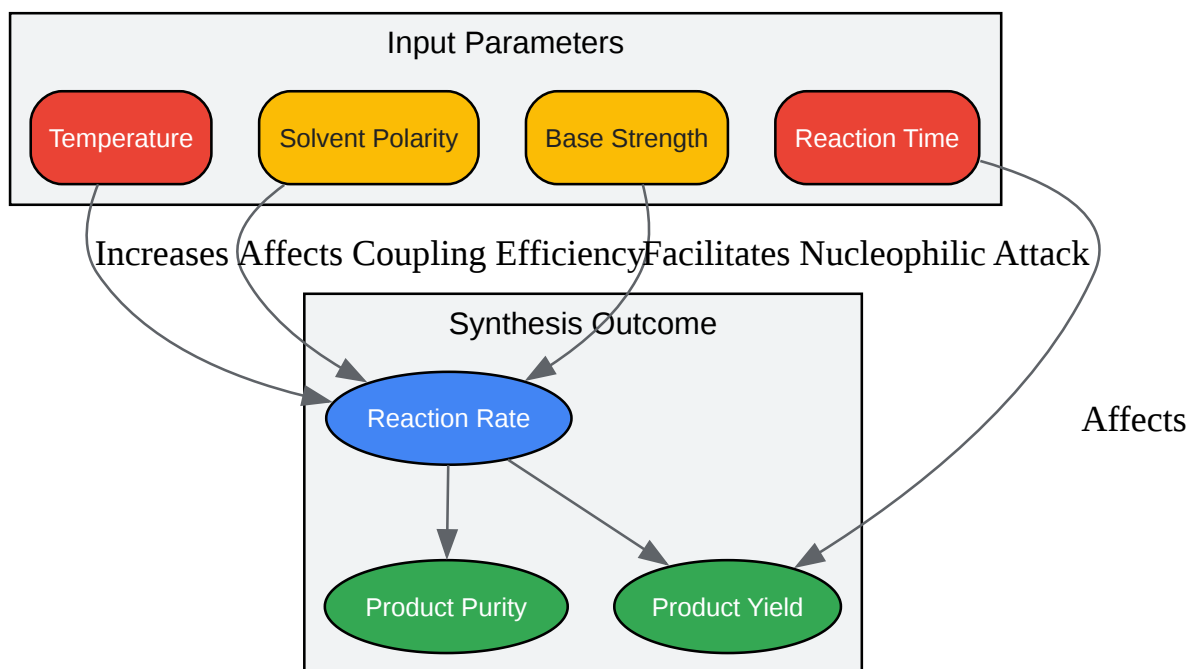 Input Parameters
Temperature
Solvent Polarity
Base Strength
Reaction Time
Increases
Affects Coupling Efficiency
Facilitates Nucleophilic Attack
Synthesis Outcome
Reaction Rate
Affects
Product Purity
Product Yield